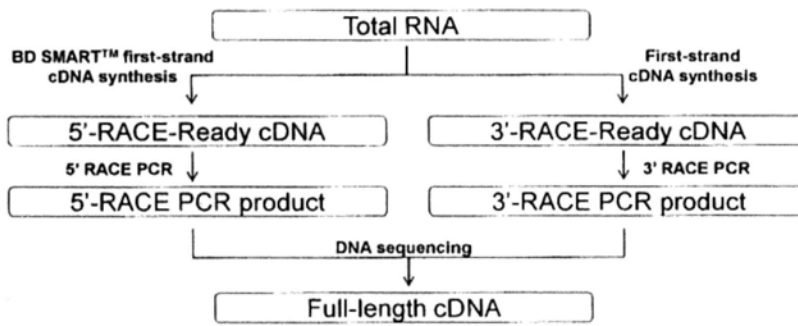 Total RNA
BD SMART™ first-strand
cDNA synthesis
First-strand
cDNA synthesis
5'-RACE-Ready cDNA
3'-RACE-Ready cDNA
5' RACE PCR
3' RACE PCR
5'-RACE PCR product
3'-RACE PCR product
DNA sequencing
Full-length cDNA